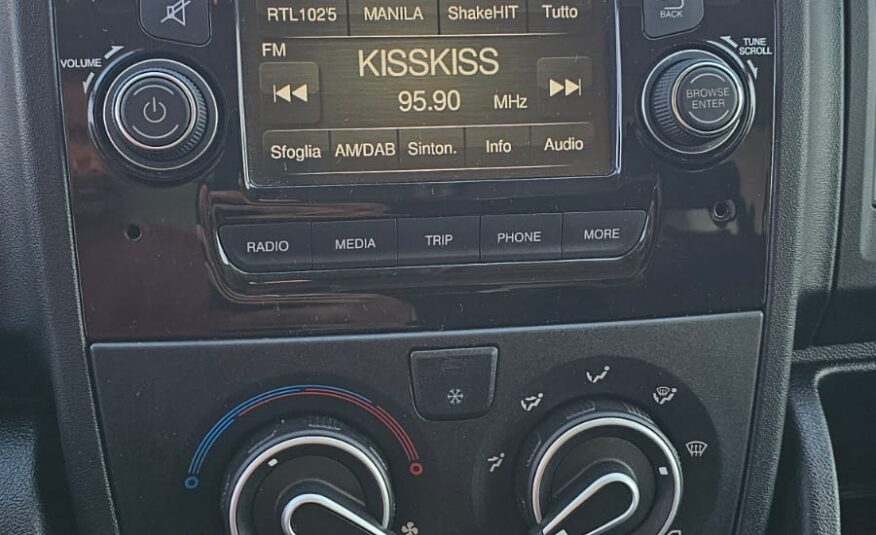 RTL102'5 MANILA ShakeHIT Tutto
BACK
FM
KISSKISS
95.90 MHz
VOLUME
TUNE
SCROLL
BROWSE
ENTER
Sfoglia AM/DAB Sinton. Info Audio
RADIO MEDIA TRIP PHONE MORE